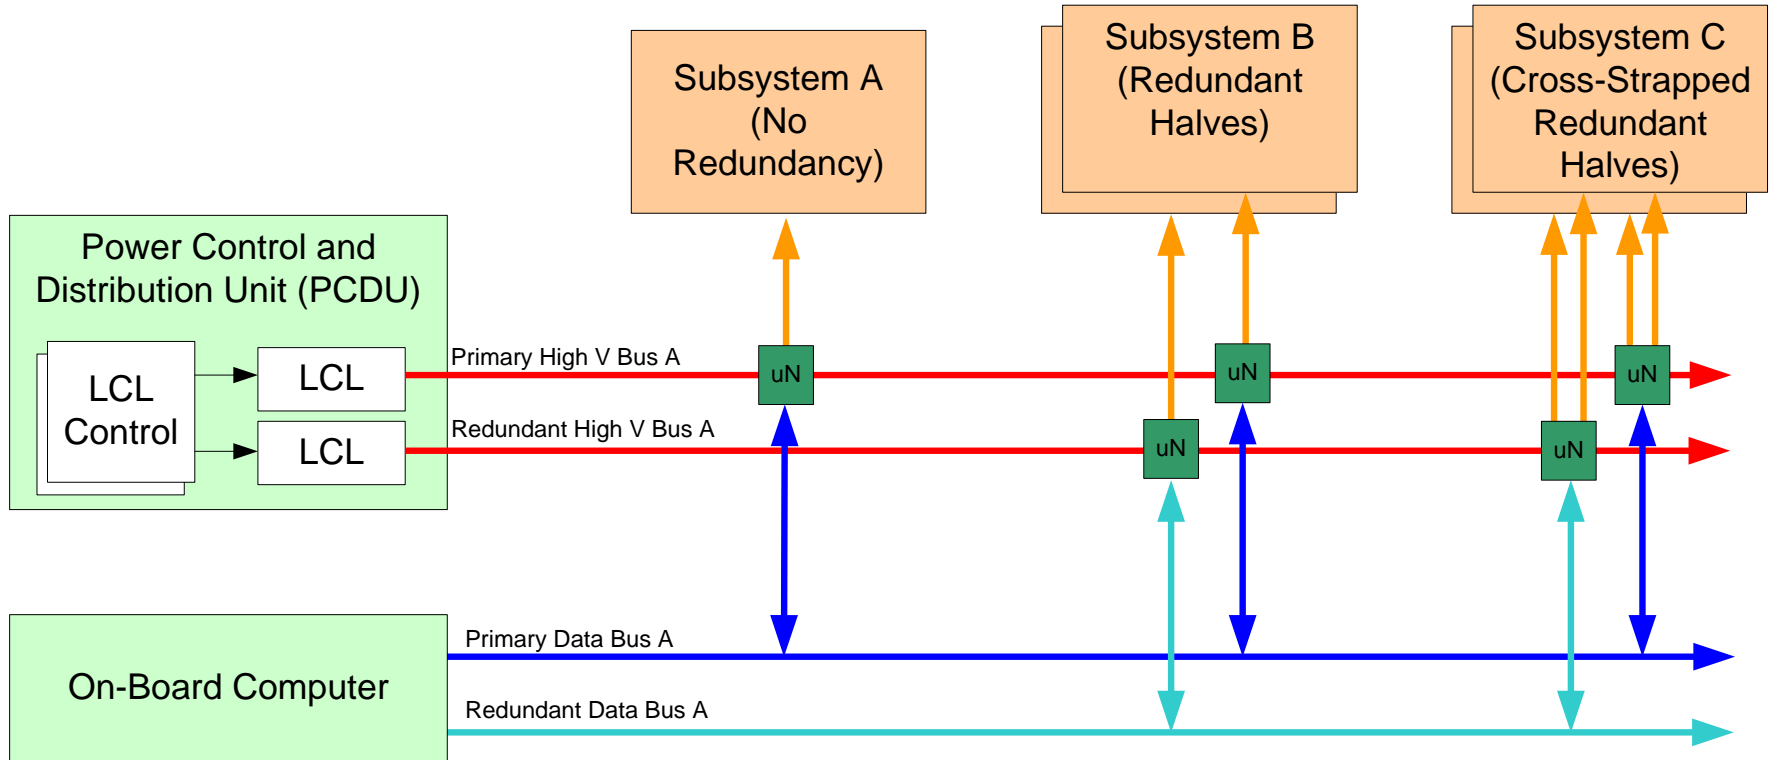 Subsystem A
(No
Redundancy)
Subsystem B
(Redundant
Halves)
Subsystem C
(Cross-Strapped
Redundant
Halves)
Power Control and
Distribution Unit (PCDU)
LCL
Control
LCL
LCL
Primary High V Bus A
Redundant High V Bus A
uN
uN
uN
uN
uN
On-Board Computer
Primary Data Bus A
Redundant Data Bus A